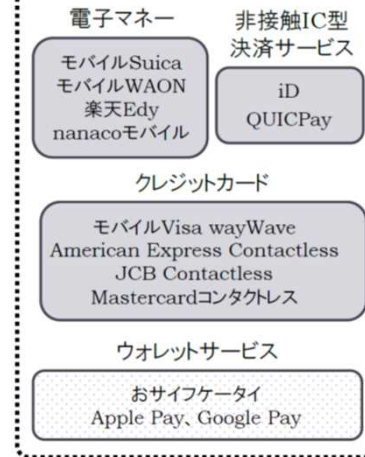 電子マネー
モバイルSuica
モバイルWAON
楽天Edy
nanacoモバイル
非接触IC型
決済サービス
iD
QUICPay
クレジットカード
モバイルVisa wayWave
American Express Contactless
JCB Contactless
Mastercardコンタクトレス
ウォレットサービス
おサイフケータイ
Apple Pay、Google Pay